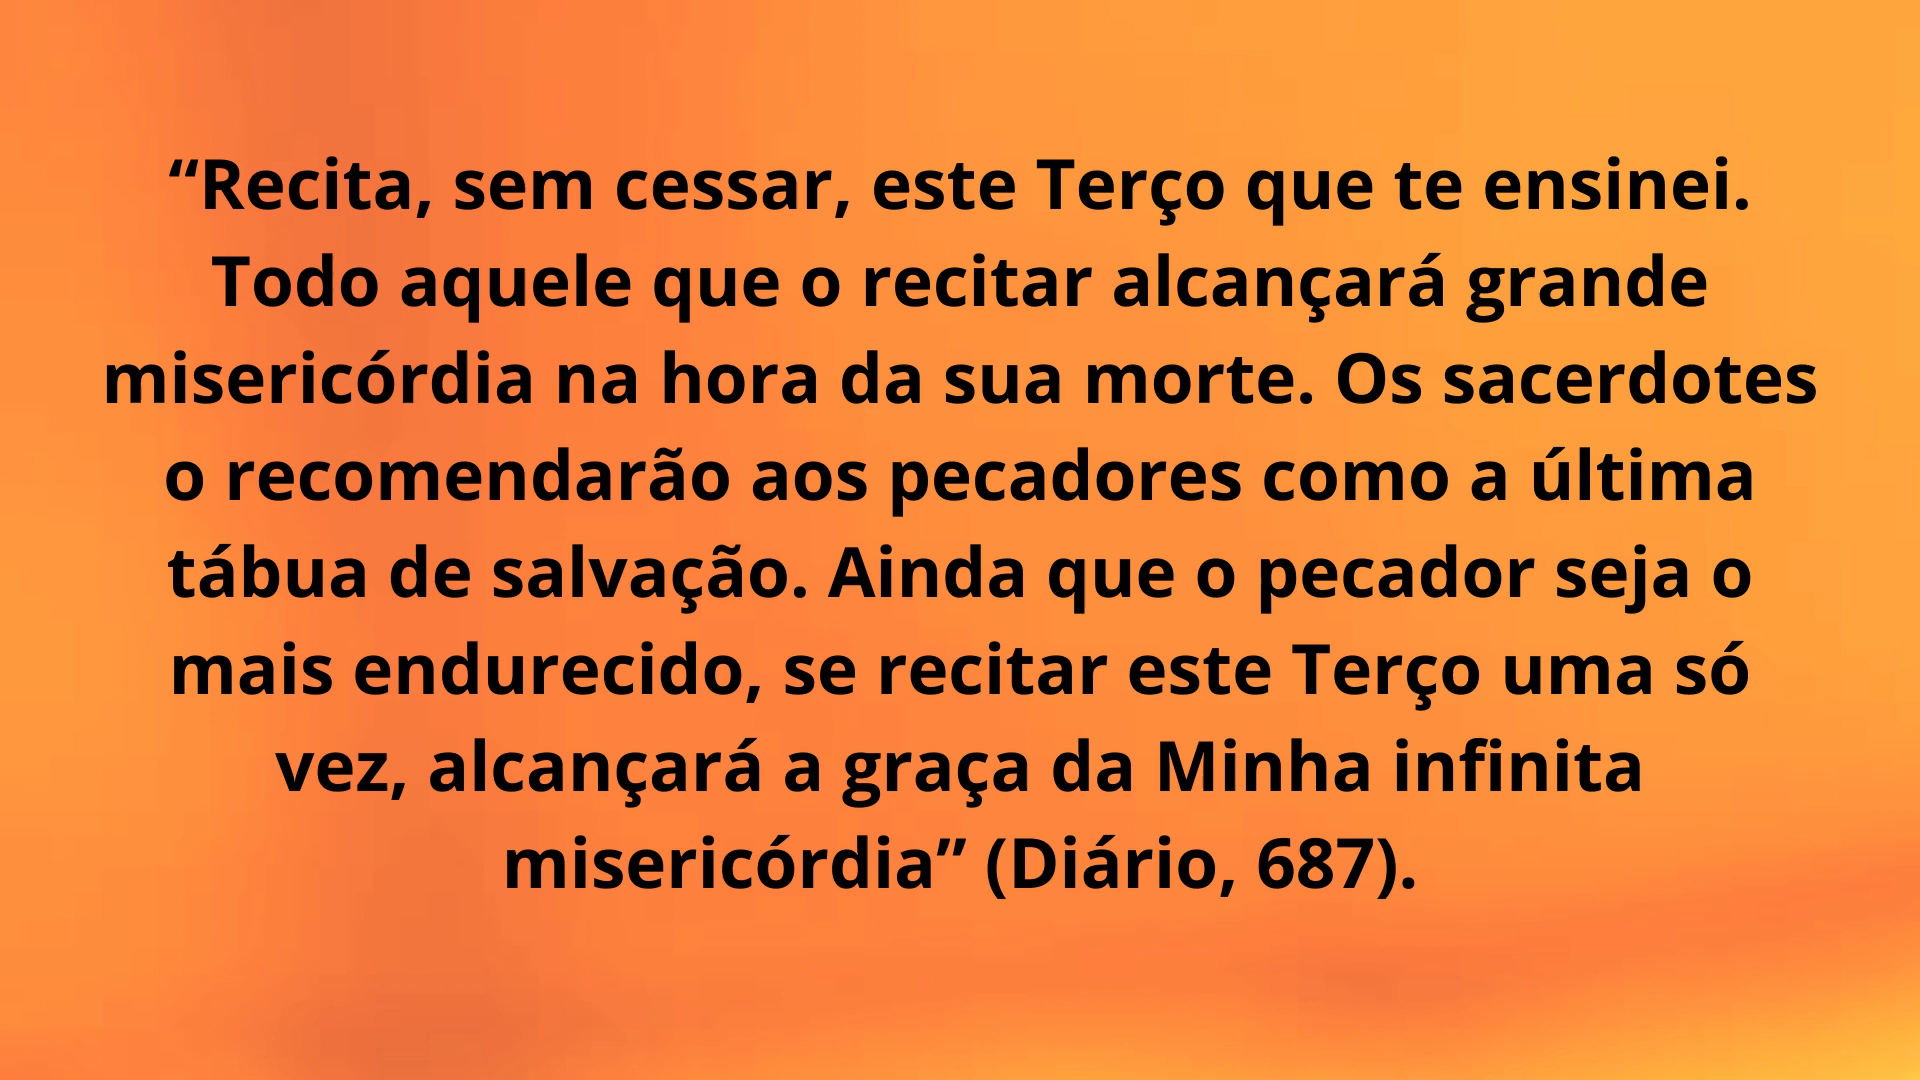 “Recita, sem cessar, este Terço que te ensinei.
Todo aquele que o recitar alcançará grande
misericórdia na hora da sua morte. Os sacerdotes
o recomendarão aos pecadores como a última
tábua de salvação. Ainda que o pecador seja o
mais endurecido, se recitar este Terço uma só
vez, alcançará a graça da Minha infinita
misericórdia” (Diário, 687).